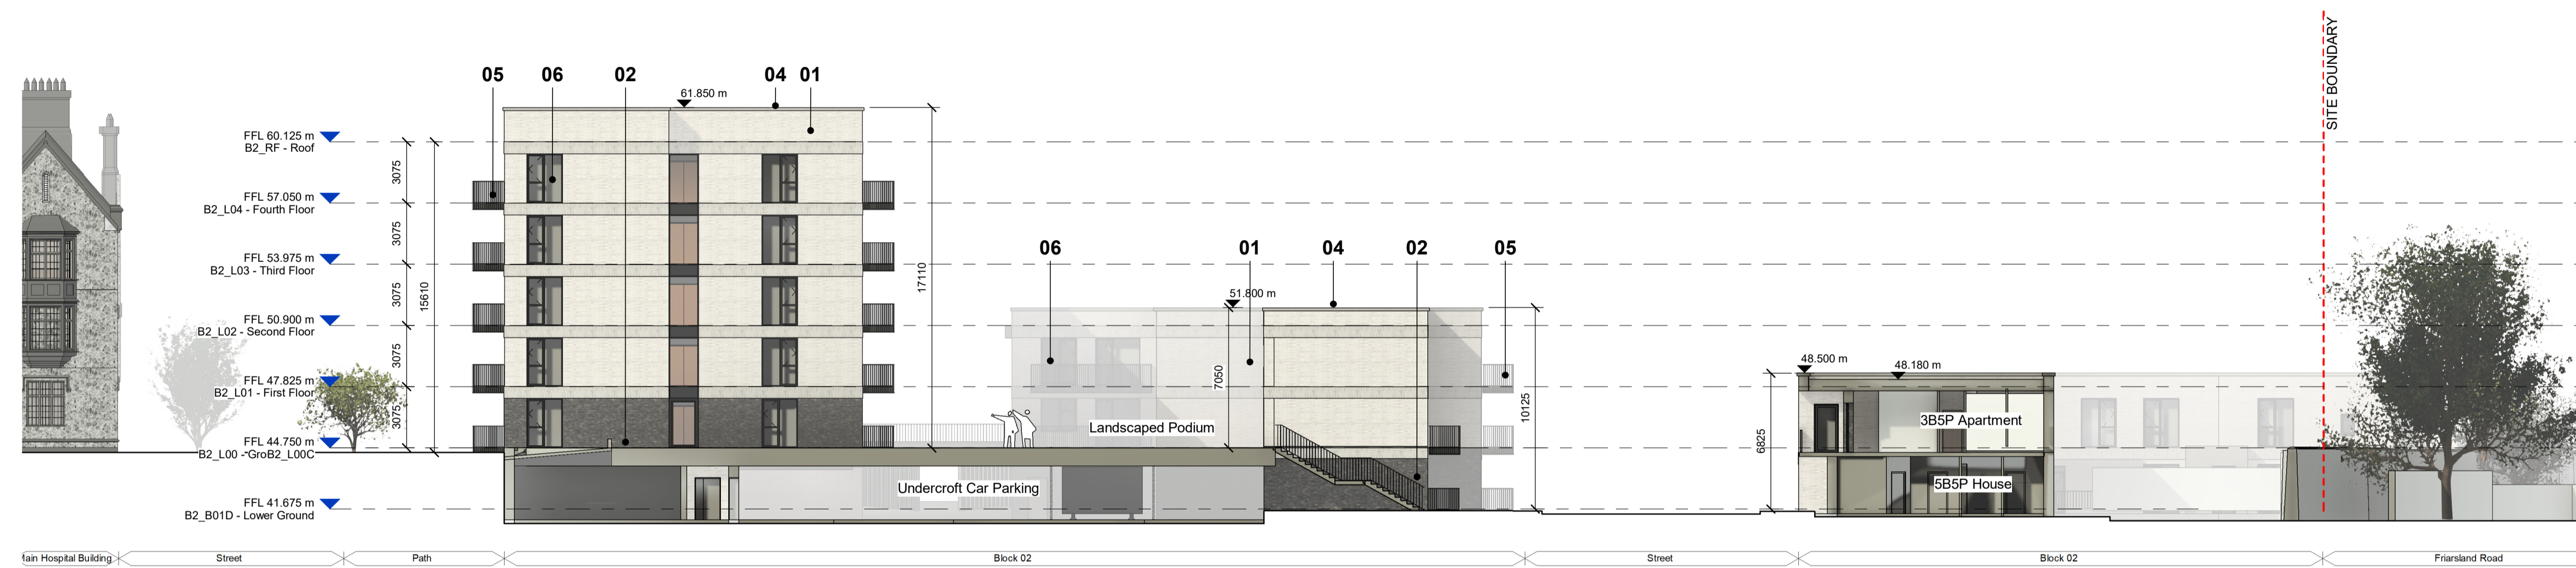 SITE BOUNDARY
05 06 02 04 01
61.850 m
FFL 60.125 m
B2_RF - Roof
3075
FFL 57.050 m
B2_L04 - Fourth Floor
3075
FFL 53.975 m
B2_L03 - Third Floor
3075
15610
17110
FFL 50.900 m
B2_L02 - Second Floor
3075
FFL 47.825 m
B2_L01 - First Floor
3075
FFL 44.750 m
FFL 41.675 m
B2_B01D - Lower Ground
06 01 04 02 05
51.800 m
7050
10125
Landscaped Podium
Undercroft Car Parking
48.500 m
48.180 m
6825
3B5P Apartment
5B5P House
ain Hospital Building
Street
Path
Block 02
Street
Block 02
Friarsland Road